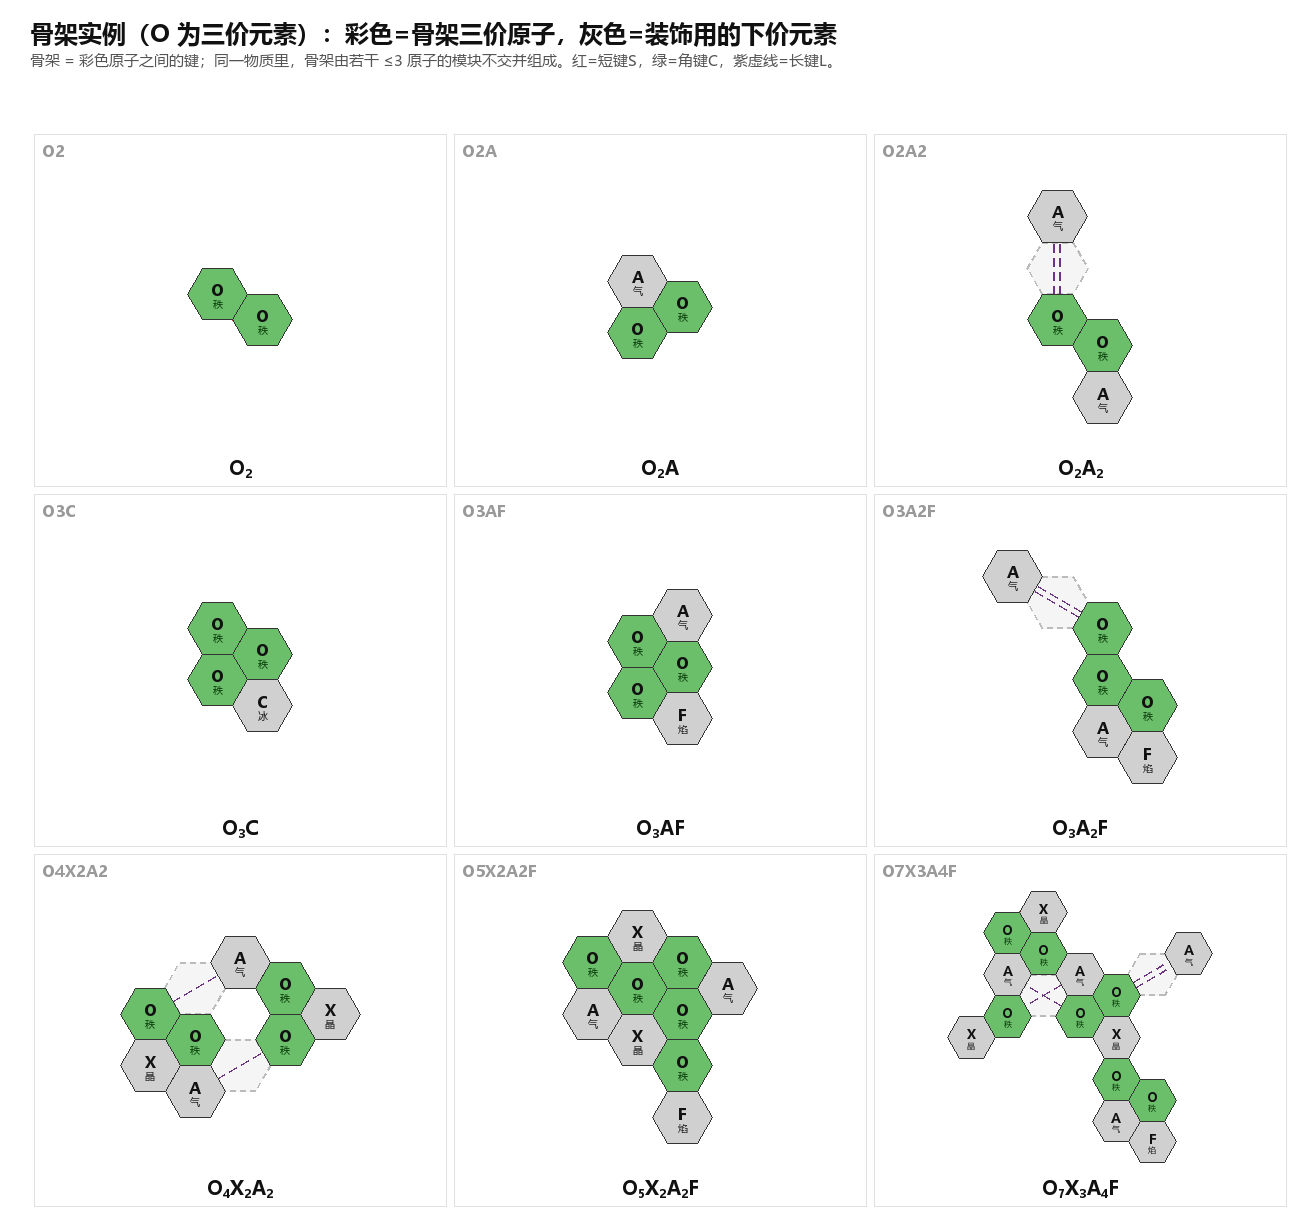 骨架实例（O 为三价元素）：彩色=骨架三价原子，灰色=装饰用的下价元素
骨架 = 彩色原子之间的键；同一物质里，骨架由若干 ≤3 原子的模块不交并组成。红=短键S，绿=角键C，紫虚线=长键L。
O2
O
秩
O
秩
O₂
O2A
A
气
O
秩
O
秩
O₂A
O2A2
A
气
O
秩
O
秩
A
气
O₂A₂
O3C
O
秩
O
秩
O
秩
C
冰
O₃C
O3AF
A
气
O
秩
O
秩
O
秩
F
焰
O₃AF
O3A2F
A
气
O
秩
O
秩
O
秩
A
气
F
焰
O₃A₂F
O4X2A2
A
气
O
秩
O
秩
X
晶
O
秩
O
秩
X
晶
A
气
O₄X₂A₂
O5X2A2F
X
晶
O
秩
O
秩
O
秩
A
气
A
气
O
秩
X
晶
O
秩
F
焰
O₅X₂A₂F
O7X3A4F
X
晶
O
秩
O
秩
A
气
A
气
A
气
O
秩
O
秩
O
秩
X
晶
X
晶
O
秩
O
秩
A
气
F
焰
O₇X₃A₄F